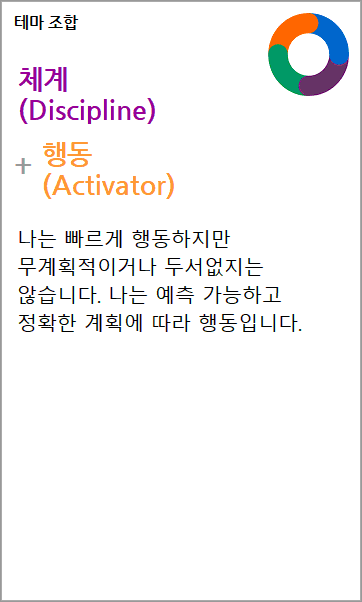 테마 조합
체계
(Discipline)
+ 행동
(Activator)
나는 빠르게 행동하지만
무계획적이거나 두서없지는
않습니다. 나는 예측 가능하고
정확한 계획에 따라 행동입니다.